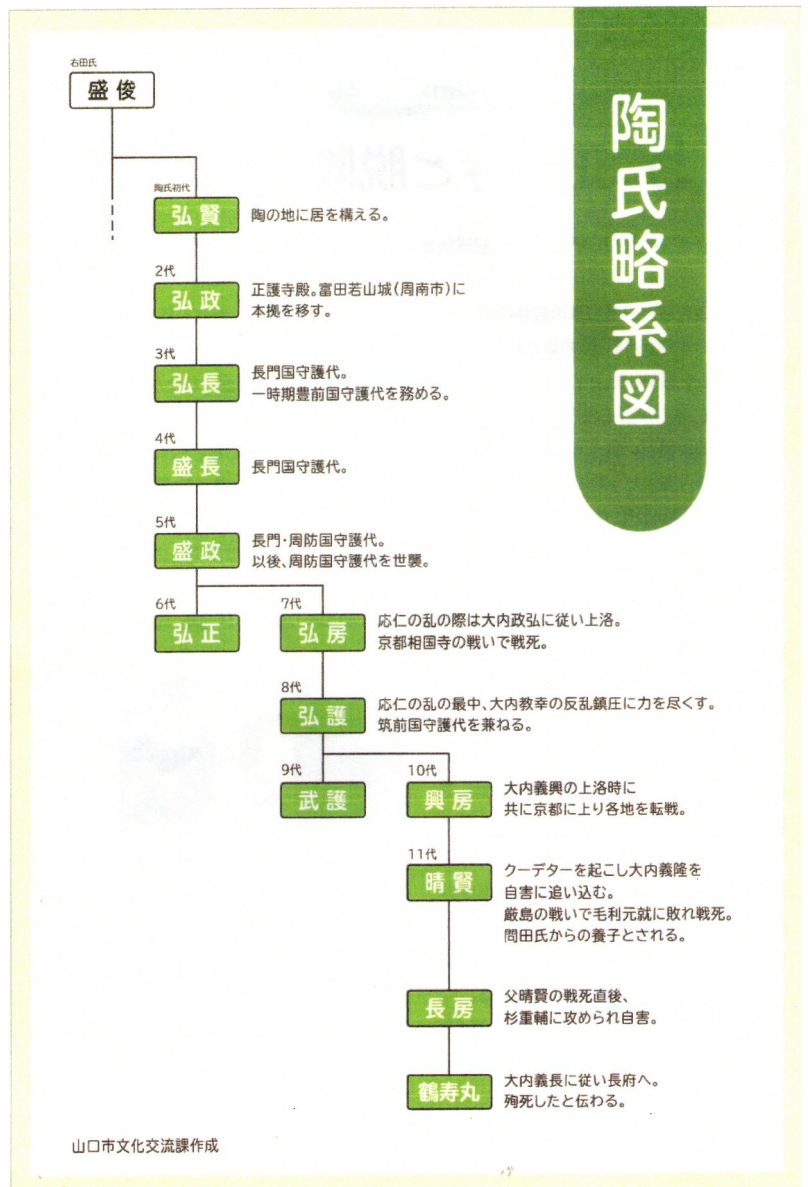 陶氏略系図
右田氏
盛俊
陶氏初代
弘賢
陶の地に居を構える。
2代
弘政
正護寺殿。富田若山城(周南市)に
本拠を移す。
3代
弘長
長門国守護代。
一時期豊前国守護代を務める。
4代
盛長
長門国守護代。
5代
盛政
長門・周防国守護代。
以後、周防国守護代を世襲。
6代
弘正
7代
弘房
応仁の乱の際は大内政弘に従い上洛。
京都相国寺の戦いで戦死。
8代
弘護
応仁の乱の最中、大内教幸の反乱鎮圧に力を尽くす。
筑前国守護代を兼ねる。
9代
武護
10代
興房
大内義興の上洛時に
共に京都に上り各地を転戦。
11代
晴賢
クーデターを起こし大内義隆を
自害に追い込む。
厳島の戦いで毛利元就に敗れ戦死。
問田氏からの養子とされる。
長房
父晴賢の戦死直後、
杉重輔に攻められ自害。
鶴寿丸
大内義長に従い長府へ。
殉死したと伝わる。
山口市文化交流課作成